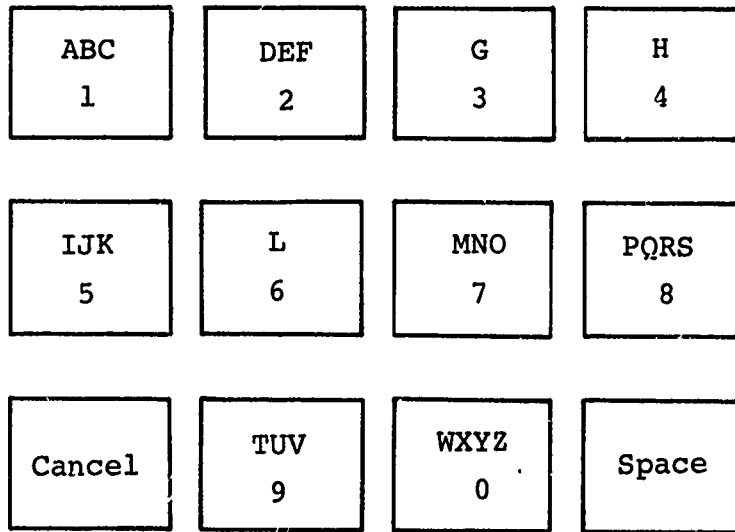 ABC DEF G H
1 2 3 4
IJK L MNO PQRS
5 6 7 8
Cancel TUV WXYZ Space
9 0